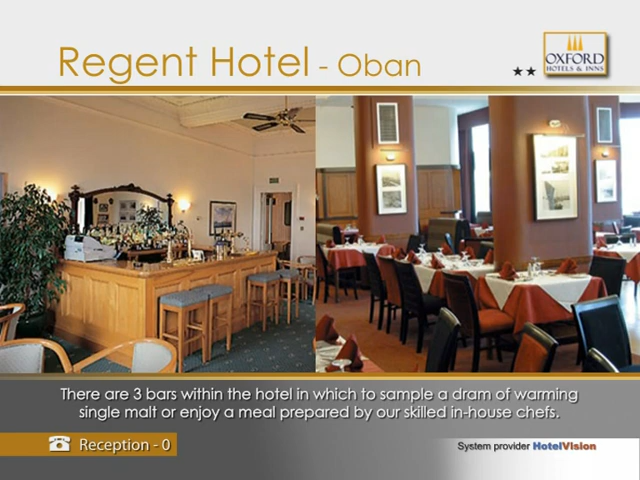 Regent Hotel - Oban
★★
OXFORD
HOTELS & INNS
There are 3 bars within the hotel in which to sample a dram of warming
single malt or enjoy a meal prepared by our skilled in-house chefs.
☎ Reception - 0
System provider HotelVision